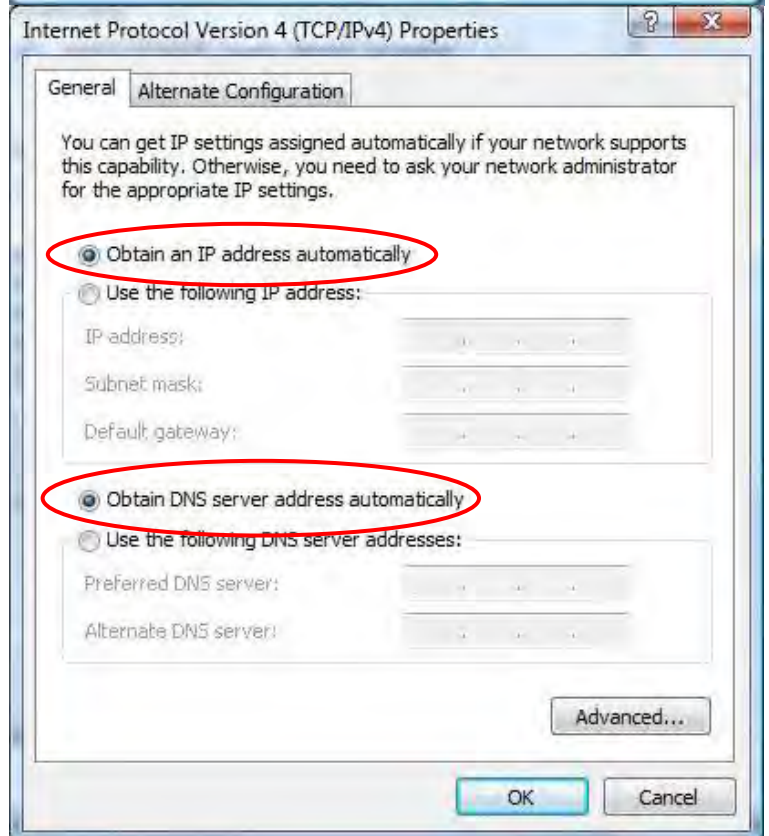 Internet Protocol Version 4 (TCP/IPv4) Properties
General
Alternate Configuration
You can get IP settings assigned automatically if your network supports
this capability. Otherwise, you need to ask your network administrator
for the appropriate IP settings.
Obtain an IP address automatically
Use the following IP address:
IP address:
Subnet mask:
Default gateway:
Obtain DNS server address automatically
Use the following DNS server addresses:
Preferred DNS server:
Alternate DNS server:
Advanced...
OK
Cancel